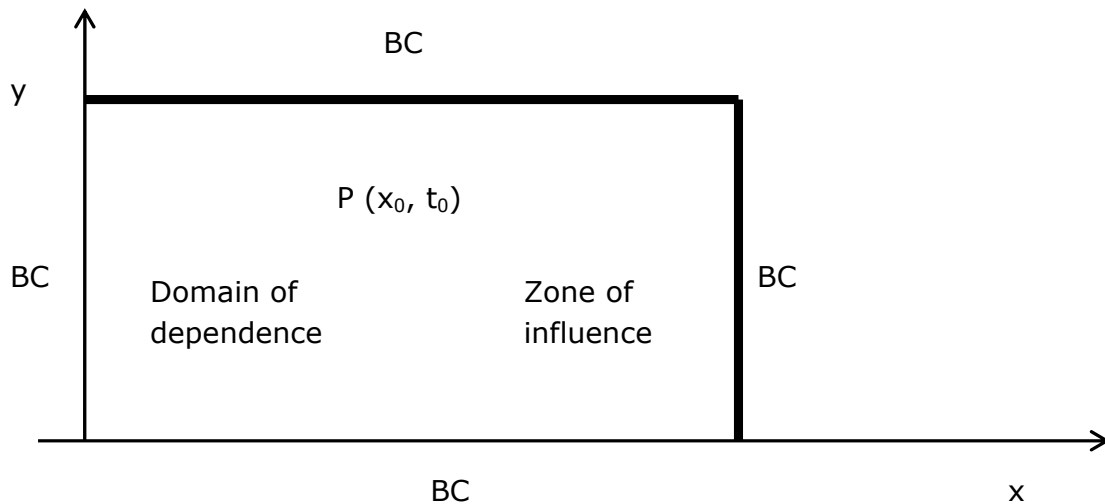 BC
y
P (x₀, t₀)
BC
BC
Domain of
dependence
Zone of
influence
BC
x